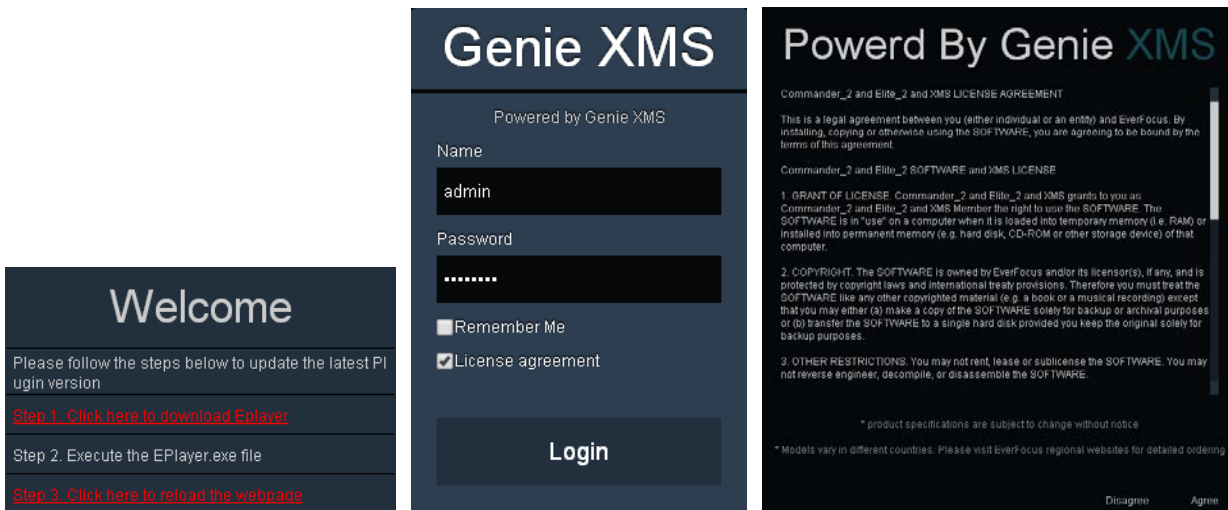 Welcome
Please follow the steps below to update the latest Pl
ugin version
Step 1. Click here to download Eplayer
Step 2. Execute the EPlayer.exe file
Step 3. Click here to reload the webpage
Genie XMS
Powered by Genie XMS
Name
admin
Password
••••••••
Remember Me
License agreement
Login
Powerd By Genie XMS
Commander_2 and Elite_2 and XMS LICENSE AGREEMENT
This is a legal agreement between you (either individual or an entity) and EverFocus. By
installing, copying or otherwise using the SOFTWARE, you are agreeing to be bound by the
terms of this agreement.
Commander_2 and Elite_2 SOFTWARE and XMS LICENSE
1. GRANT OF LICENSE. Commander_2 and Elite_2 and XMS grants to you as
Commander_2 and Elite_2 and XMS Member the right to use the SOFTWARE. The
SOFTWARE is in "use" on a computer when it is loaded into temporary memory (i.e. RAM) or
installed into permanent memory (e.g. hard disk, CD-ROM or other storage device) of that
computer.
2. COPYRIGHT. The SOFTWARE is owned by EverFocus and/or its licensor(s), if any, and is
protected by copyright laws and international treaty provisions. Therefore you must treat the
SOFTWARE like any other copyrighted material (e.g. a book or a musical recording) except
that you may either (a) make a copy of the SOFTWARE solely for backup or archival purposes
or (b) transfer the SOFTWARE to a single hard disk provided you keep the original solely for
backup purposes.
3. OTHER RESTRICTIONS. You may not rent, lease or sublicense the SOFTWARE. You may
not reverse engineer, decompile, or disassemble the SOFTWARE.
* product specifications are subject to change without notice
* Models vary in different countries. Please visit EverFocus regional websites for detailed ordering
Disagree Agree